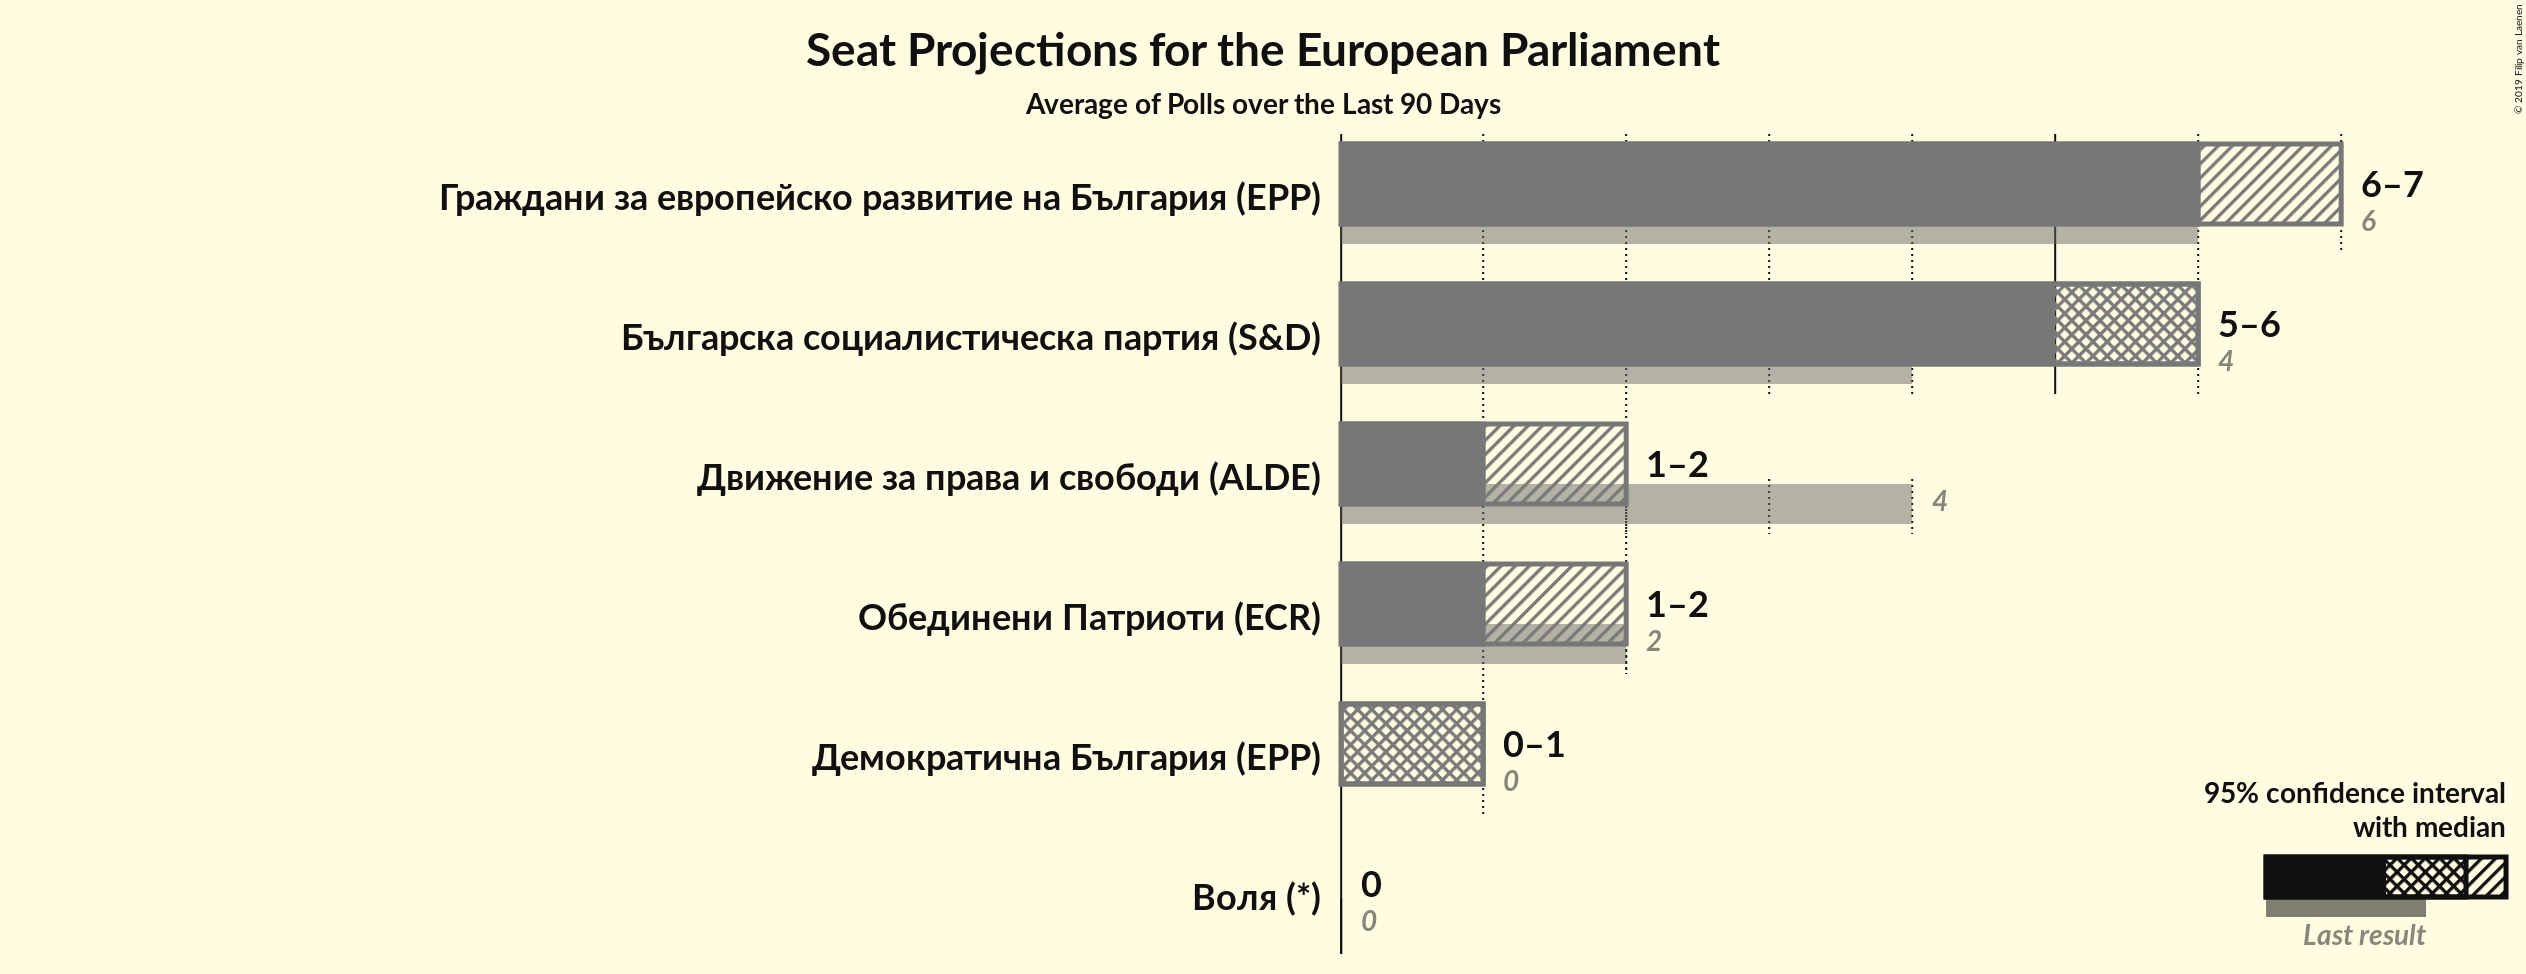 Seat Projections for the European Parliament
Average of Polls over the Last 90 Days
© 2019 Filip van Laenen
Граждани за европейско развитие на България (EPP)
6–7
6
Българска социалистическа партия (S&D)
5–6
4
Движение за права и свободи (ALDE)
1–2
4
Обединени Патриоти (ECR)
1–2
2
Демократична България (EPP)
0–1
0
Воля (*)
0
0
95% confidence interval
with median
Last result